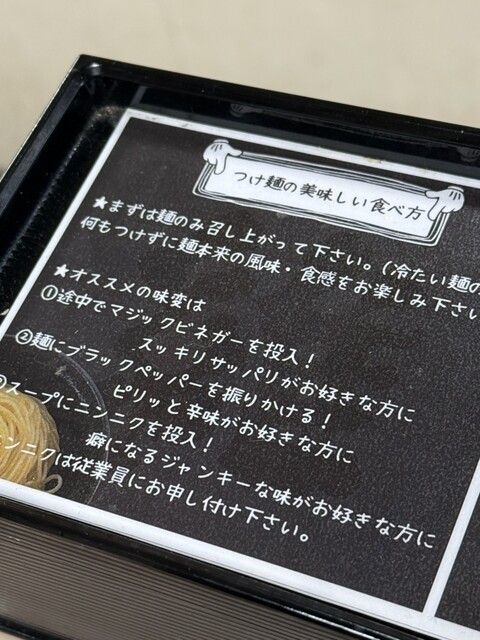 つけ麺の美味しい食べ方
★まずは麺のみ召し上がって下さい。(冷たい麺の
何もつけずに麺本来の風味・食感をお楽しみ下さい
★オススメの味変は
①途中でマジックビネガーを投入！
スッキリサッパリがお好きな方に
②麺にブラックペッパーを振りかける！
ピリッと辛味がお好きな方に
スープにニンニクを投入！
癖になるジャンキーな味がお好きな方に
ンニクは従業員にお申し付け下さい。